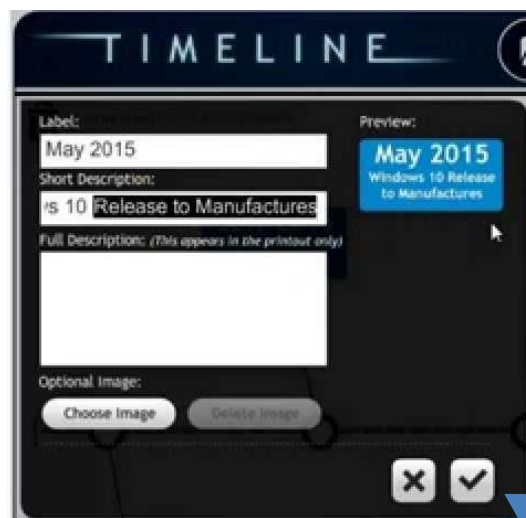 TIMELINE
Label:
May 2015
Short Description:
s 10 Release to Manufactures
Full Description: (This appears in the printout only)
Optional Image:
Choose Image
Delete Image
Preview:
May 2015
Windows 10 Release
to Manufactures